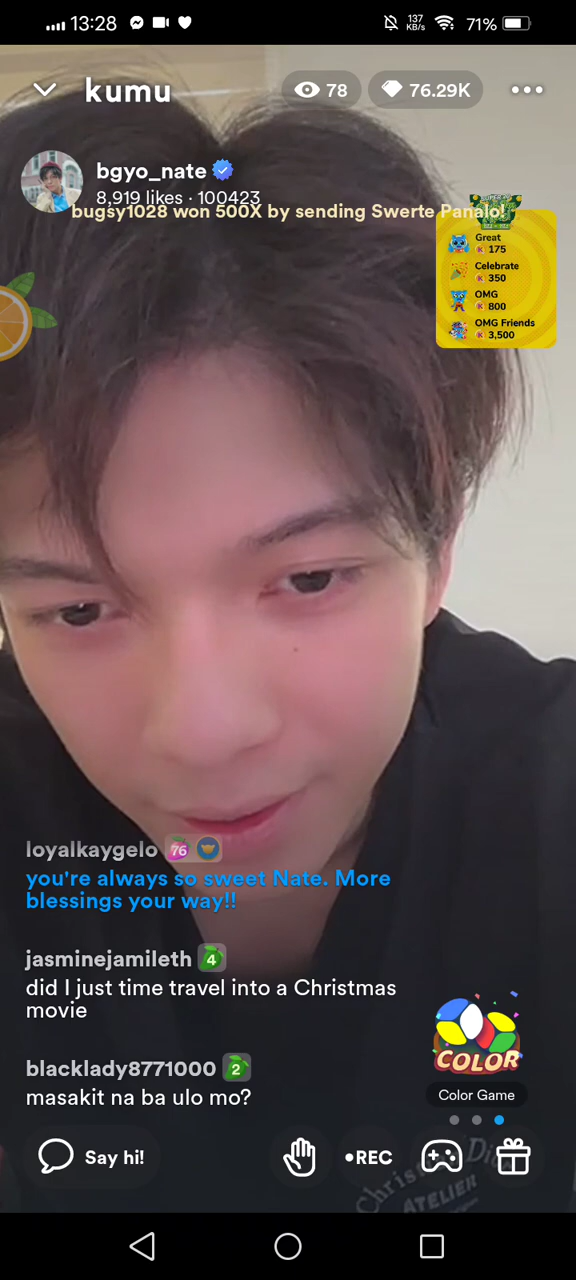 13:28
137
KB/s
71%
kumu
78
76.29K
bgyo_nate
8,919 likes · 100423
bugsy1028 won 500X by sending Swerte Panalo!
Great
175
Celebrate
350
OMG
800
OMG Friends
3,500
loyalkaygelo 76
you're always so sweet Nate. More
blessings your way!!
jasminejamileth 4
did I just time travel into a Christmas
movie
blacklady8771000 2
masakit na ba ulo mo?
COLOR
Color Game
Say hi!
•REC
Christian Di
ATELIER